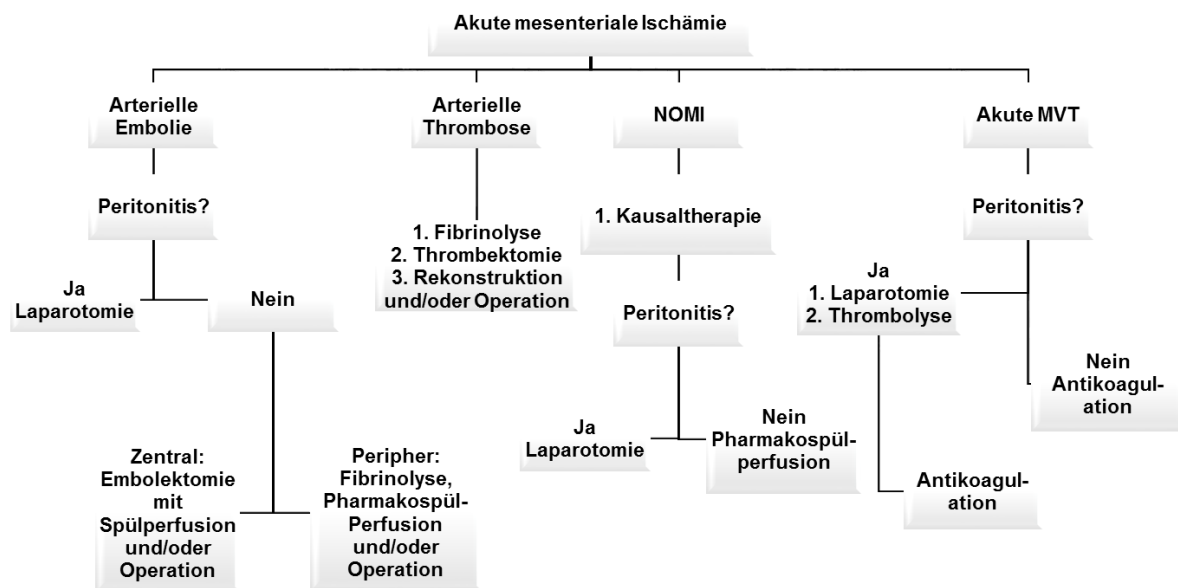 Akute mesenteriale Ischämie
Arterielle
Embolie
Peritonitis?
Ja
Laparotomie
Nein
Zentral:
Embolektomie
mit
Spülperfusion
und/oder
Operation
Peripher:
Fibrinolyse,
Pharmakospül-
Perfusion
und/oder
Operation
Arterielle
Thrombose
1. Fibrinolyse
2. Thrombektomie
3. Rekonstruktion
und/oder Operation
NOMI
1. Kausaltherapie
Peritonitis?
Ja
Laparotomie
Nein
Pharmakospül-
perfusion
Akute MVT
Peritonitis?
Ja
1. Laparotomie
2. Thrombolyse
Nein
Antikoagul-
ation
Antikoagul-
ation